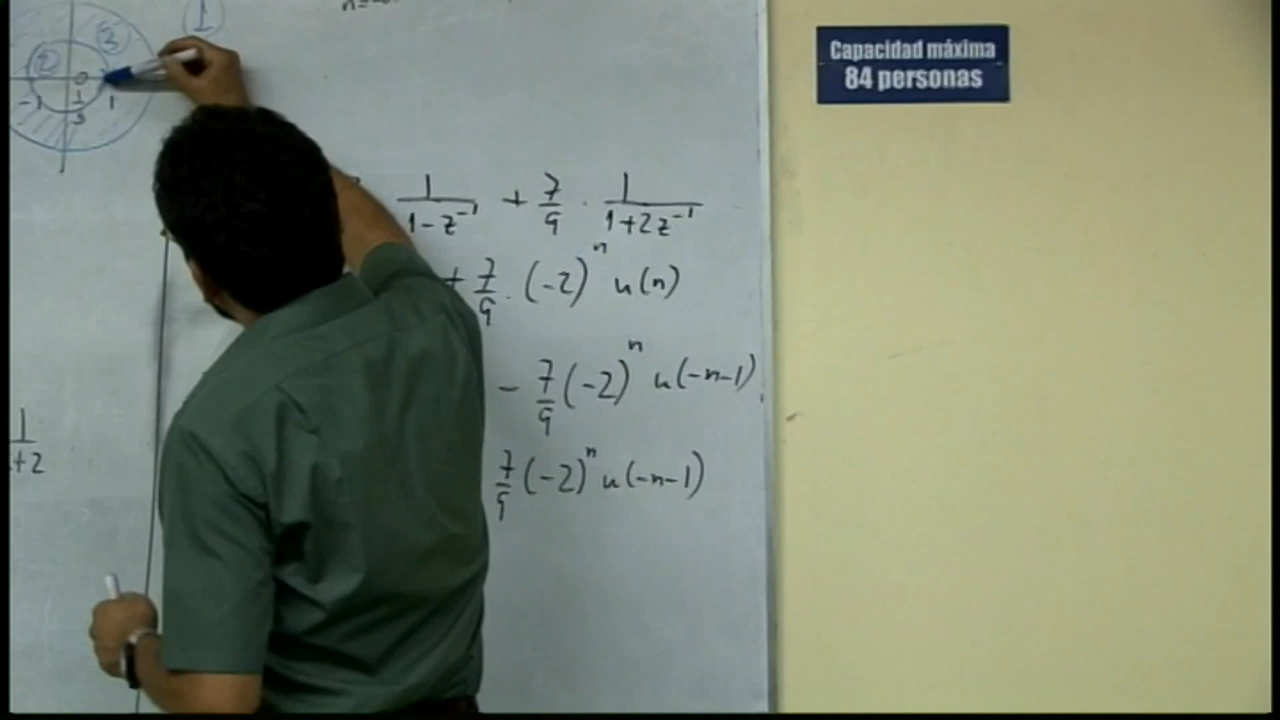 1
3
2
-1 1/3 1
Capacidad máxima
84 personas
1/(1-z⁻¹) + 7/9 · 1/(1+2z⁻¹)
+ 7/9 · (-2)ⁿ u(n)
- 7/9 (-2)ⁿ u(-n-1)
7/9 (-2)ⁿ u(-n-1)
1
+2